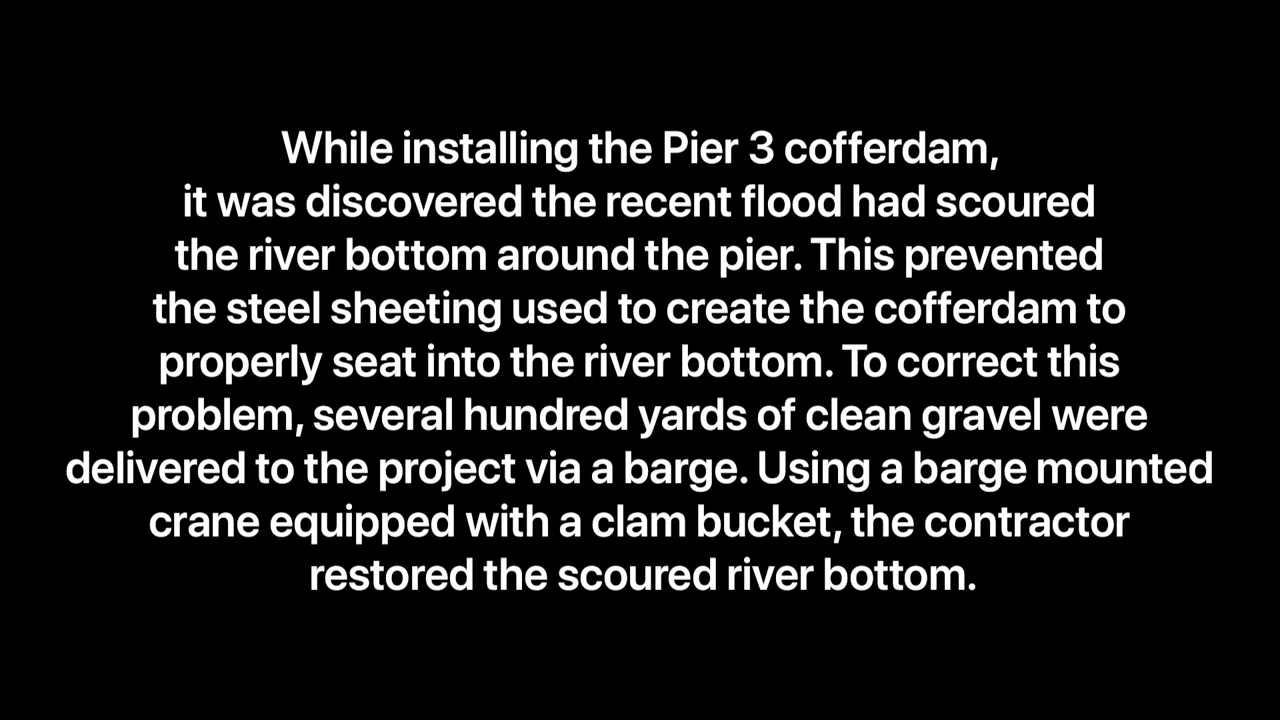 While installing the Pier 3 cofferdam,
it was discovered the recent flood had scoured
the river bottom around the pier. This prevented
the steel sheeting used to create the cofferdam to
properly seat into the river bottom. To correct this
problem, several hundred yards of clean gravel were
delivered to the project via a barge. Using a barge mounted
crane equipped with a clam bucket, the contractor
restored the scoured river bottom.